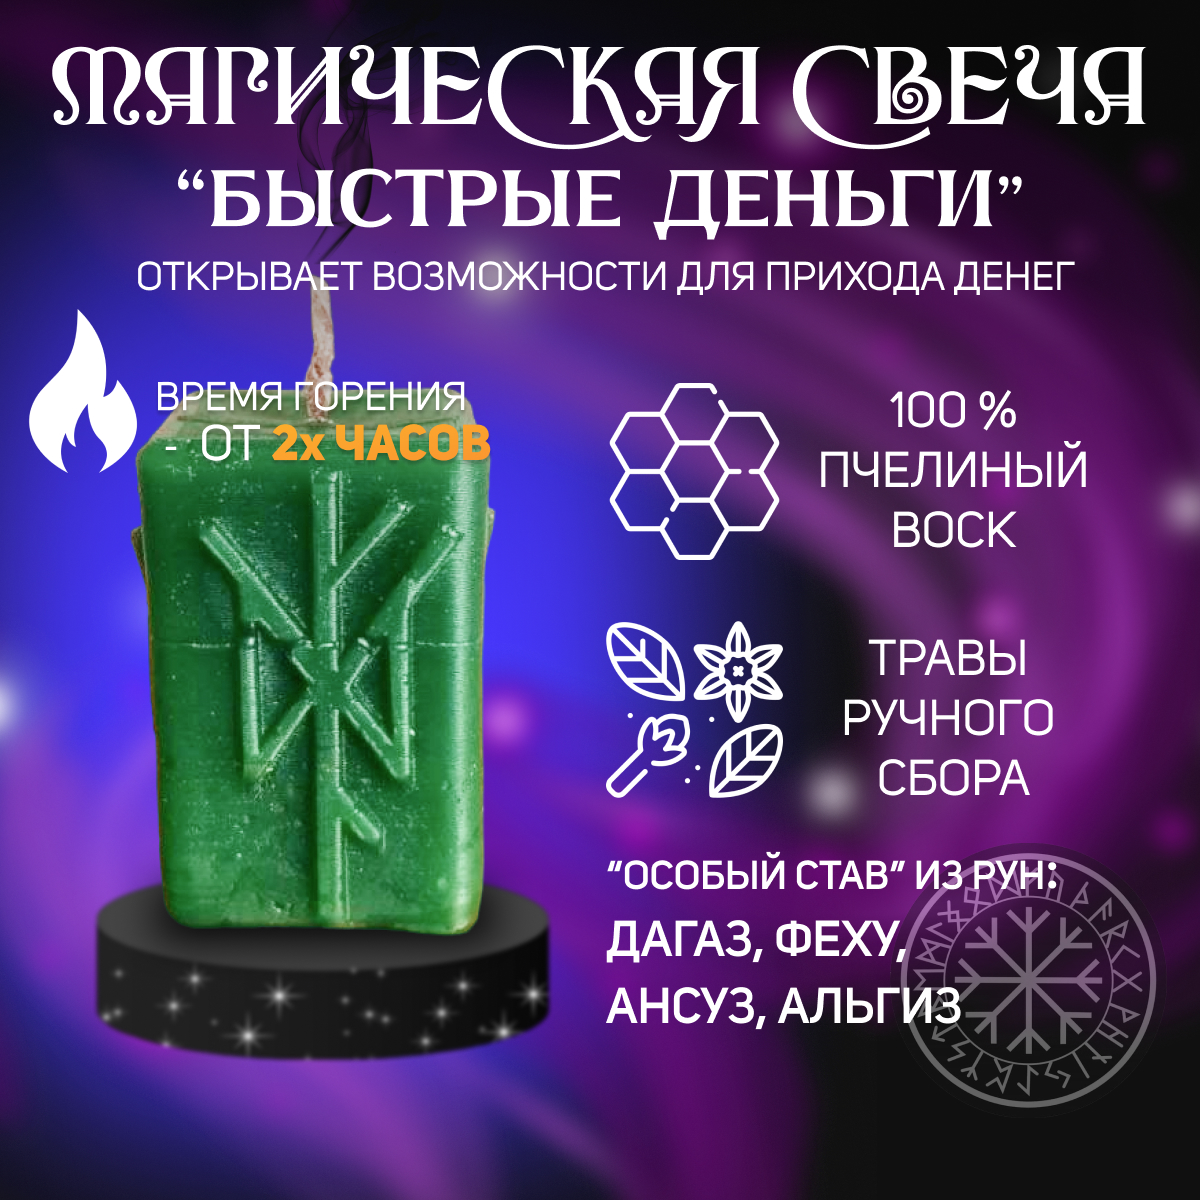 МАГИЧЕСКАЯ СВЕЧА
“БЫСТРЫЕ ДЕНЬГИ”
ОТКРЫВАЕТ ВОЗМОЖНОСТИ ДЛЯ ПРИХОДА ДЕНЕГ
ВРЕМЯ ГОРЕНИЯ
- ОТ 2х ЧАСОВ
100 %
ПЧЕЛИНЫЙ
ВОСК
ТРАВЫ
РУЧНОГО
СБОРА
“ОСОБЫЙ СТАВ” ИЗ РУН:
ДАГАЗ, ФЕХУ,
АНСУЗ, АЛЬГИЗ